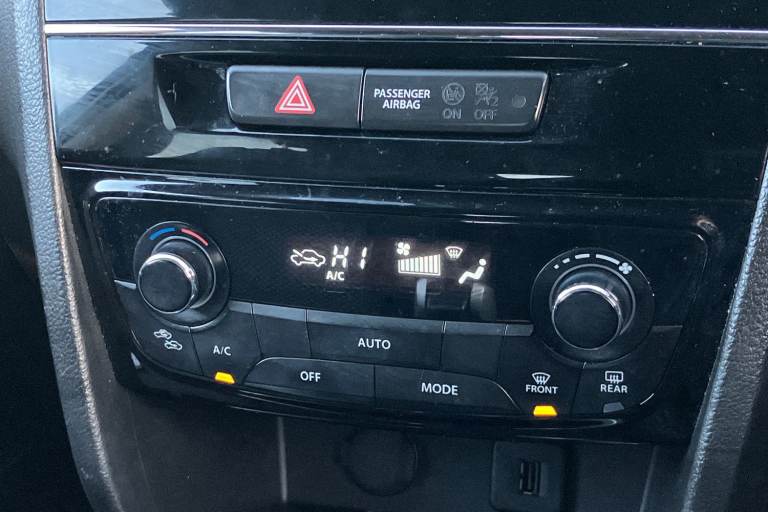 PASSENGER
AIRBAG
ON OFF
HI
A/C
AUTO
A/C
OFF
MODE
FRONT
REAR